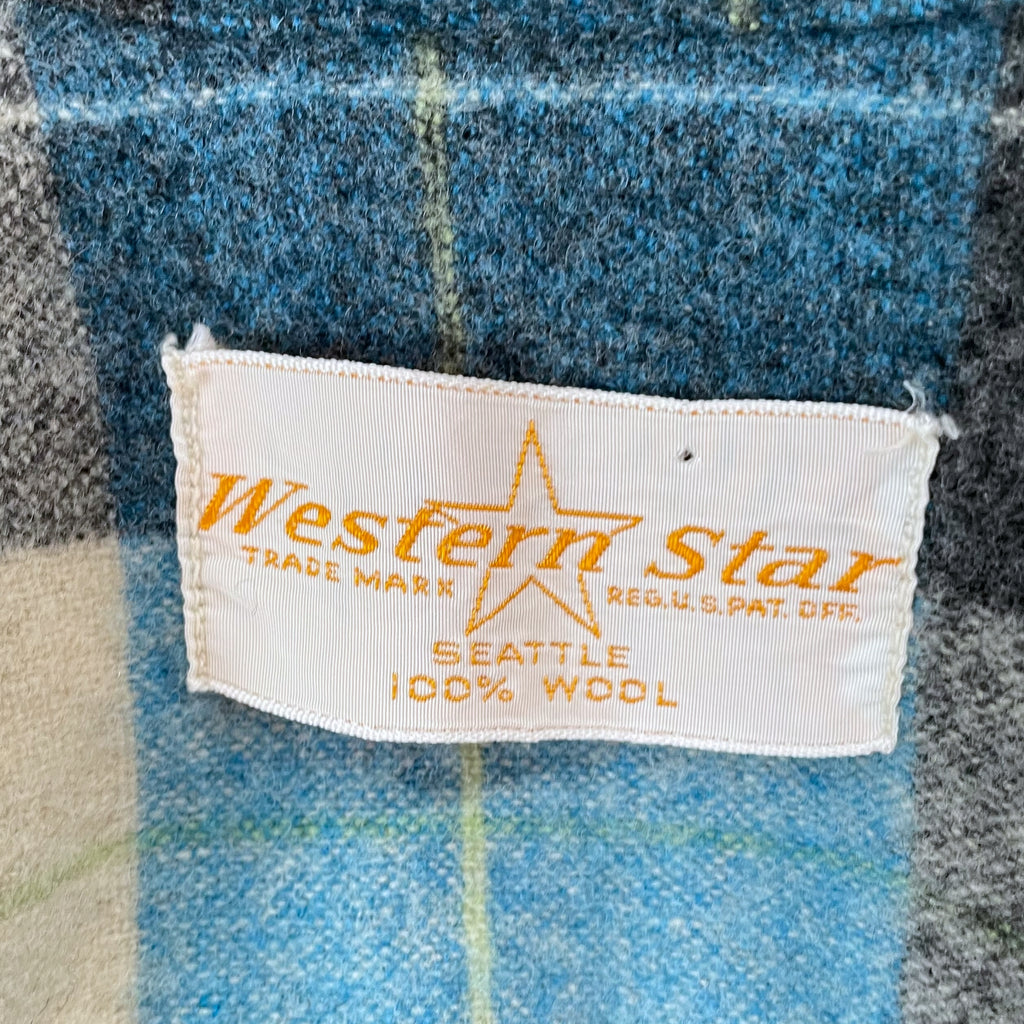 Western Star
TRADE MARK REG. U.S. PAT. OFF.
SEATTLE
100% WOOL